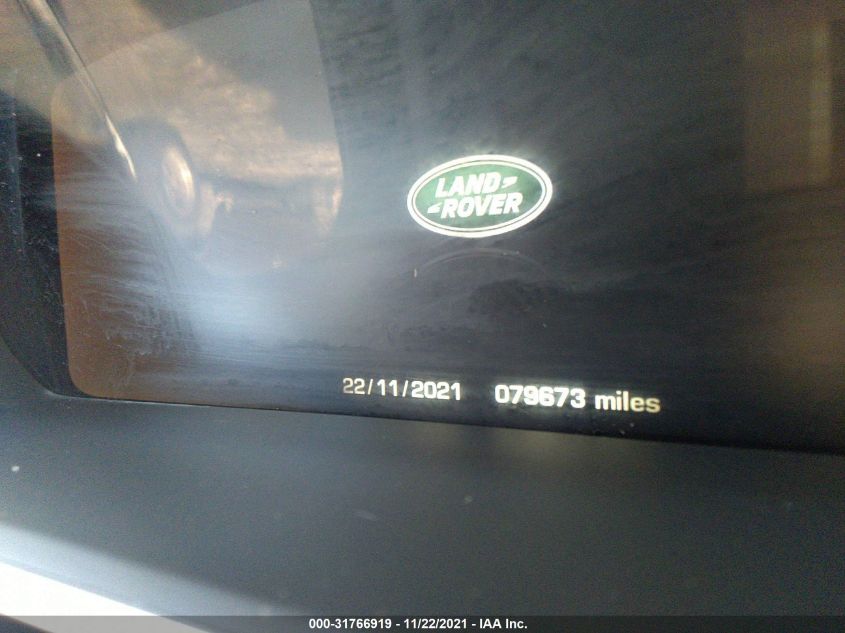 LAND
ROVER
22/11/2021 079673 miles
000-31766919 - 11/22/2021 - IAA Inc.